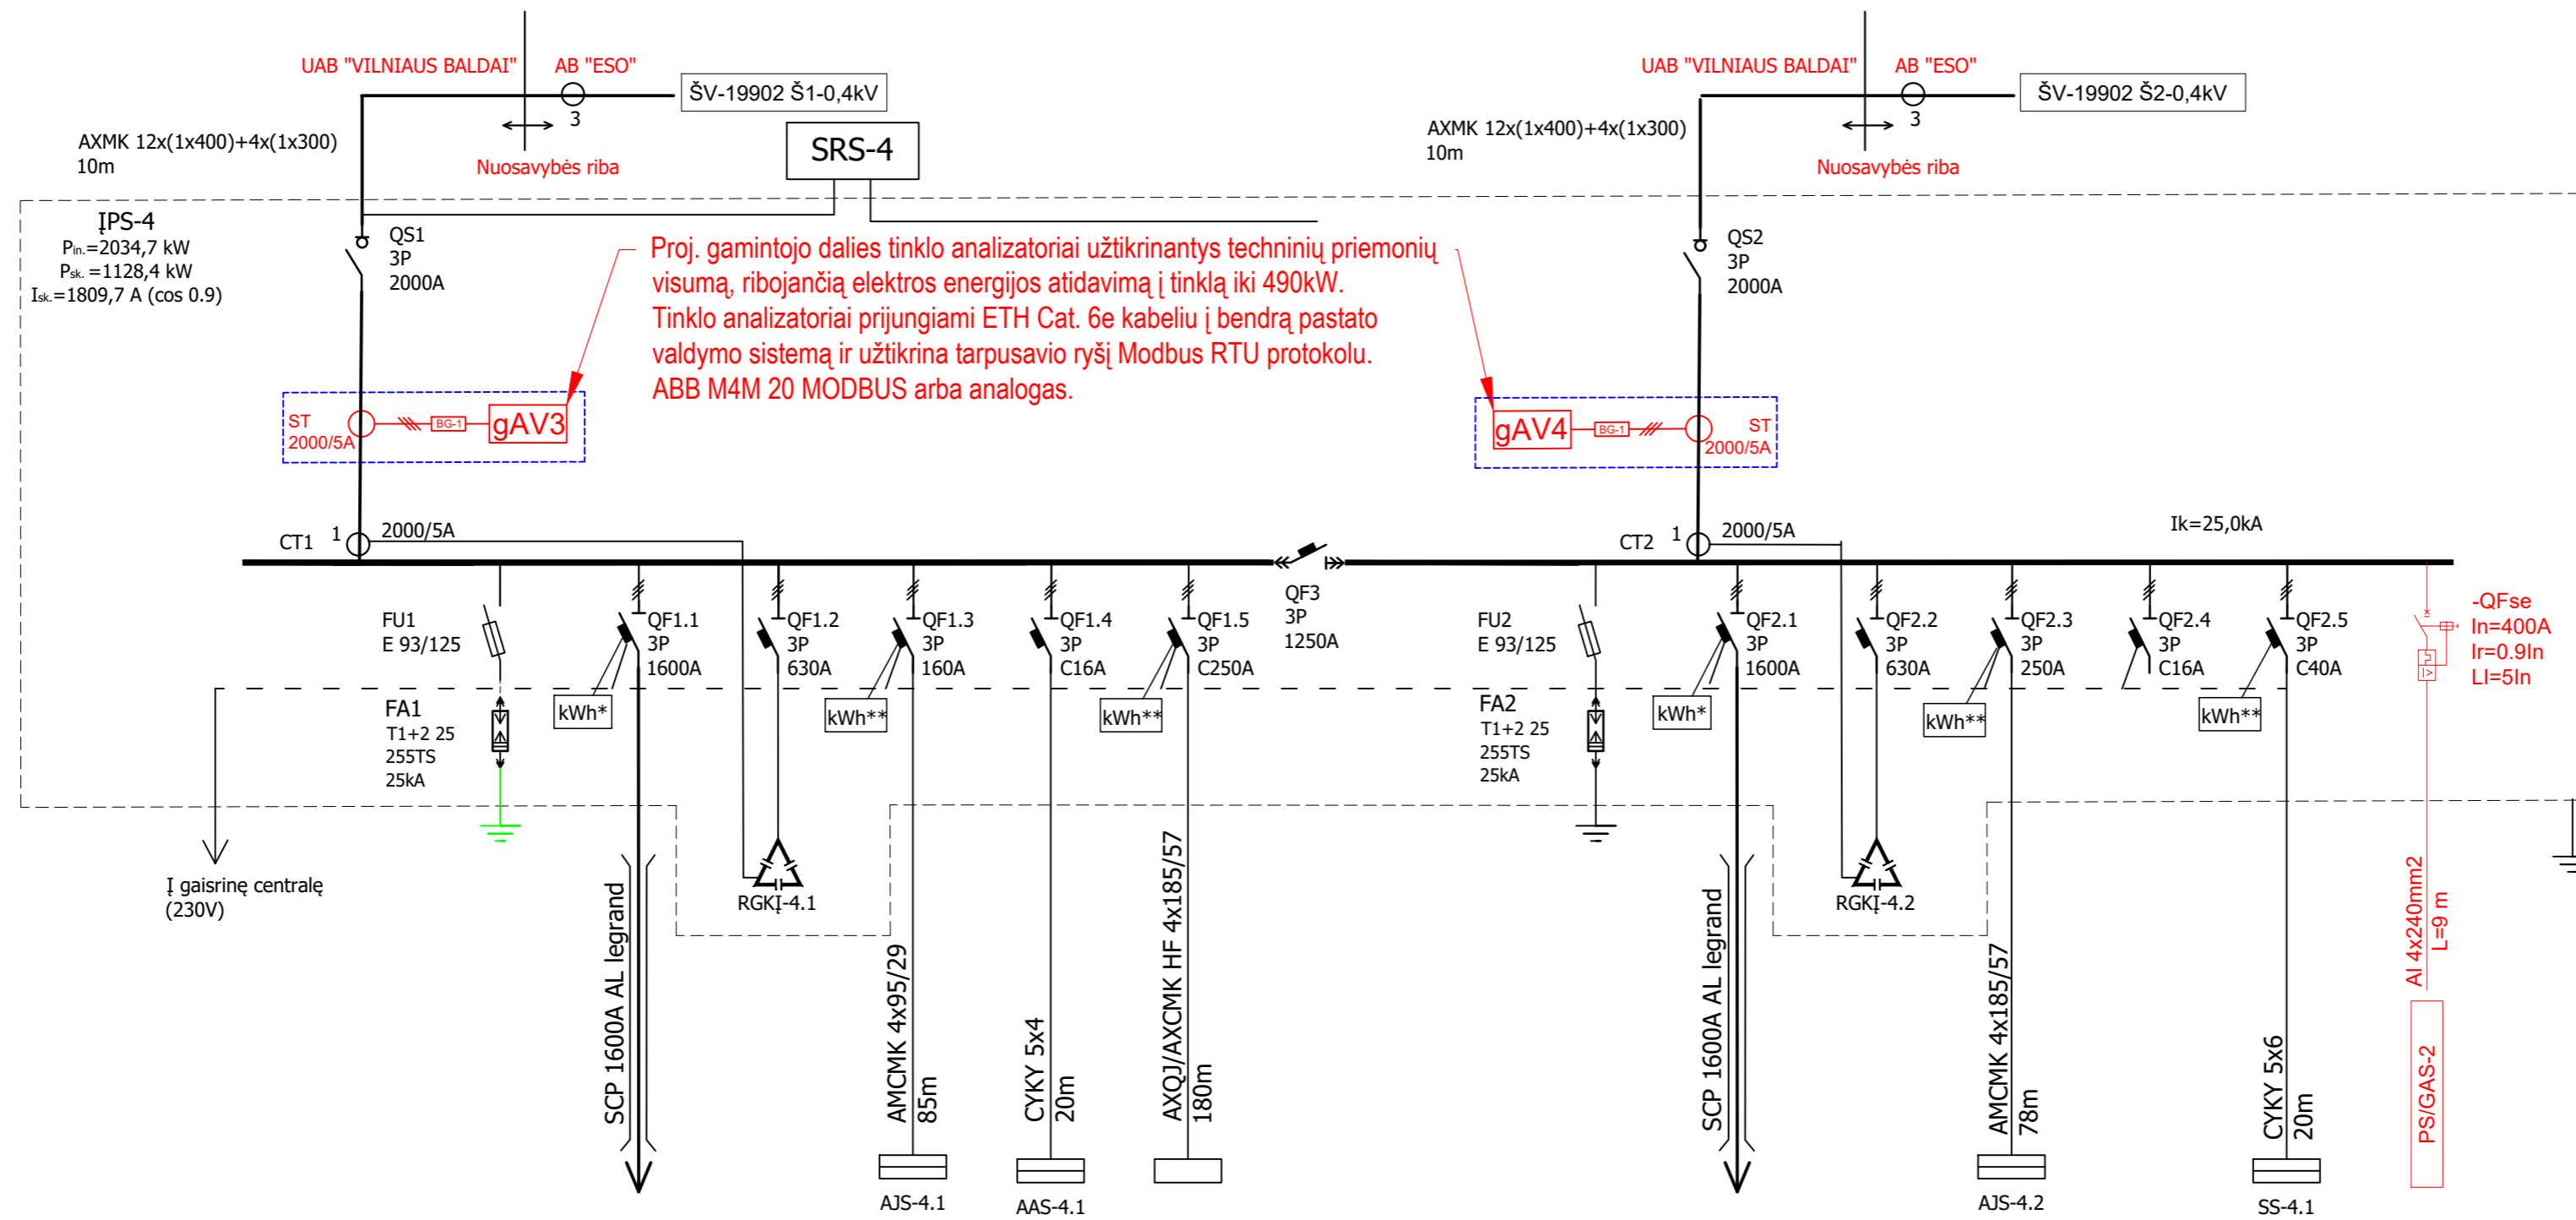 UAB "VILNIAUS BALDAI"
AB "ESO"
ŠV-19902 Š1-0,4kV
3
Nuosavybės riba
AXMK 12x(1x400)+4x(1x300)
10m
SRS-4
UAB "VILNIAUS BALDAI"
AB "ESO"
ŠV-19902 Š2-0,4kV
3
Nuosavybės riba
AXMK 12x(1x400)+4x(1x300)
10m
ĮPS-4
Pin.=2034,7 kW
Psk. =1128,4 kW
Isk.=1809,7 A (cos 0.9)
QS1
3P
2000A
Proj. gamintojo dalies tinklo analizatoriai užtikrinantys techninių priemonių
visumą, ribojančią elektros energijos atidavimą į tinklą iki 490kW.
Tinklo analizatoriai prijungiami ETH Cat. 6e kabeliu į bendrą pastato
valdymo sistemą ir užtikrina tarpusavio ryšį Modbus RTU protokolu.
ABB M4M 20 MODBUS arba analogas.
QS2
3P
2000A
ST
2000/5A
BG-1
gAV3
gAV4
BG-1
ST
2000/5A
CT1
1
2000/5A
CT2
1
2000/5A
Ik=25,0kA
FU1
E 93/125
QF1.1
3P
1600A
QF1.2
3P
630A
QF1.3
3P
160A
QF1.4
3P
C16A
QF1.5
3P
C250A
QF3
3P
1250A
FU2
E 93/125
QF2.1
3P
1600A
QF2.2
3P
630A
QF2.3
3P
250A
QF2.4
3P
C16A
QF2.5
3P
C40A
-QFse
In=400A
Ir=0.9In
LI=5In
FA1
T1+2 25
255TS
25kA
kWh*
kWh**
kWh**
FA2
T1+2 25
255TS
25kA
kWh*
kWh**
kWh**
Į gaisrinę centralę
(230V)
SCP 1600A AL legrand
RGKĮ-4.1
AMCMK 4x95/29
85m
CYKY 5x4
20m
AXQJ/AXCMK HF 4x185/57
180m
SCP 1600A AL legrand
RGKĮ-4.2
AMCMK 4x185/57
78m
CYKY 5x6
20m
Al 4x240mm2
L=9 m
PS/GAS-2
AJS-4.1
AAS-4.1
AJS-4.2
SS-4.1